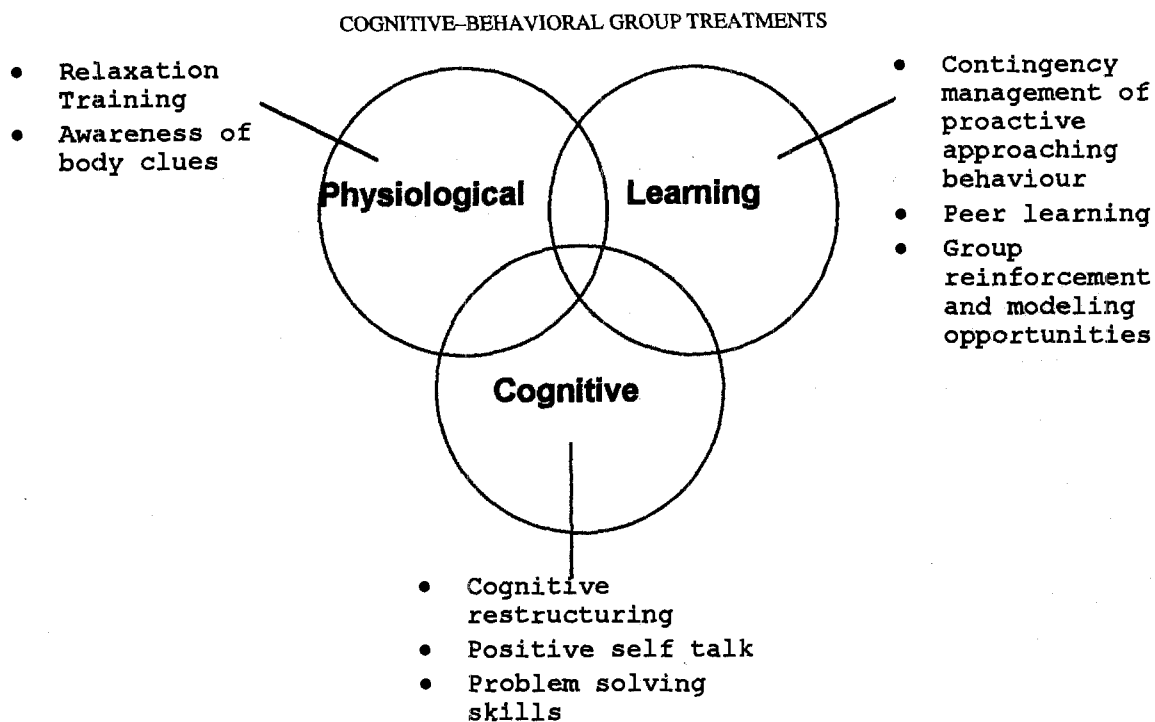 COGNITIVE–BEHAVIORAL GROUP TREATMENTS
• Relaxation
Training
• Awareness of
body clues
Physiological
Learning
• Contingency
management of
proactive
approaching
behaviour
• Peer learning
• Group
reinforcement
and modeling
opportunities
Cognitive
• Cognitive
restructuring
• Positive self talk
• Problem solving
skills